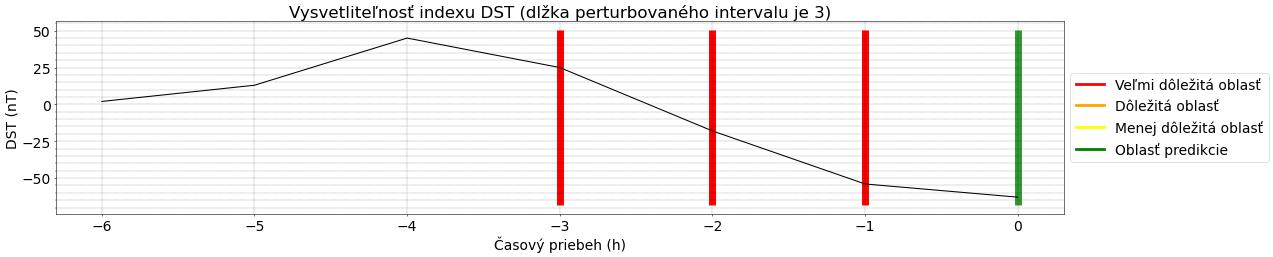 Vysvetliteľnosť indexu DST (dlžka perturbovaného intervalu je 3)
50
25
0
−25
−50
DST (nT)
−6
−5
−4
−3
−2
−1
0
Časový priebeh (h)
Veľmi dôležitá oblasť
Dôležitá oblasť
Menej dôležitá oblasť
Oblasť predikcie